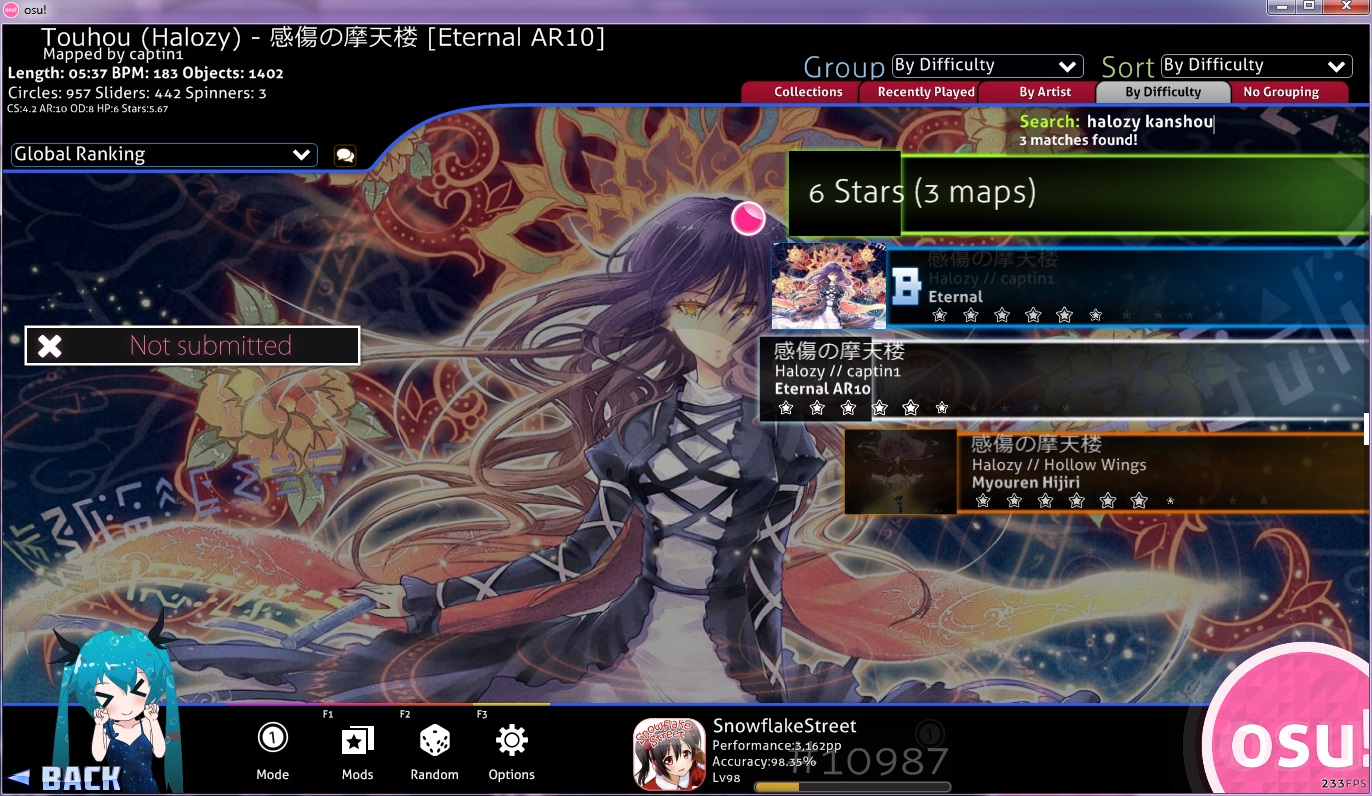 osu!
Touhou (Halozy) - 感傷の摩天楼 [Eternal AR10]
Mapped by captin1
Length: 05:37 BPM: 183 Objects: 1402
Circles: 957 Sliders: 442 Spinners: 3
CS:4.2 AR:10 OD:8 HP:6 Stars:5.67
Group By Difficulty Sort By Difficulty
Collections Recently Played By Artist By Difficulty No Grouping
Search: halozy kanshou
3 matches found!
Global Ranking
6 Stars (3 maps)
感傷の摩天楼
Halozy // captin1
Eternal
Not submitted
感傷の摩天楼
Halozy // captin1
Eternal AR10
感傷の摩天楼
Halozy // Hollow Wings
Myouren Hijiri
BACK
1
Mode
F1
Mods
F2
Random
F3
Options
Snowflake Street
SnowflakeStreet
Performance:3,162pp
Accuracy:98.35%
Lv98
#10987
1
osu!
233FPS